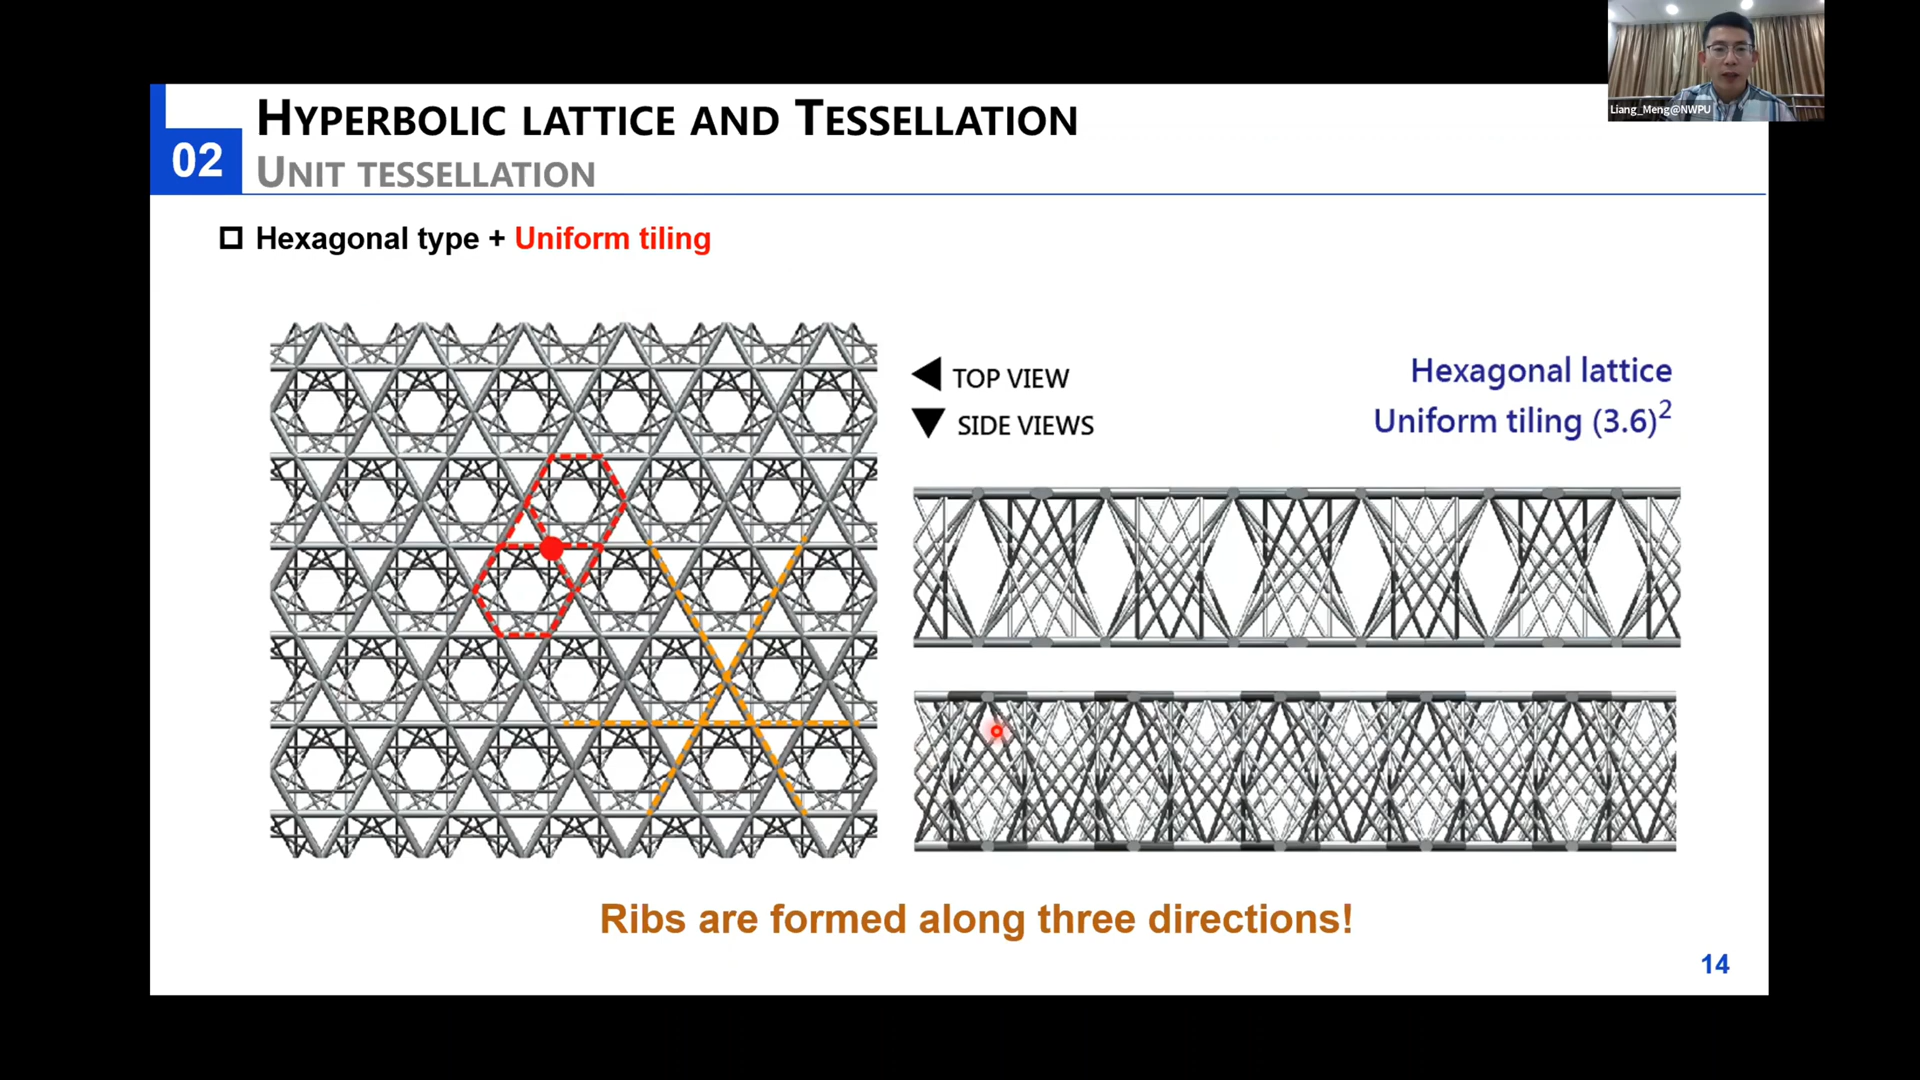 Liang_Meng@NWPU
HYPERBOLIC LATTICE AND TESSELLATION
02
UNIT TESSELLATION
Hexagonal type + Uniform tiling
TOP VIEW
SIDE VIEWS
Hexagonal lattice
Uniform tiling (3.6)²
Ribs are formed along three directions!
14